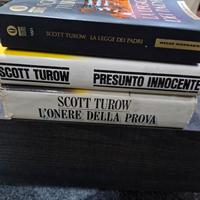 SCOTT TUROW LA LEGGE DEI PADRI
SCOTT TUROW PRESUNTO INNOCENTE
SCOTT TUROW
L'ONERE DELLA PROVA